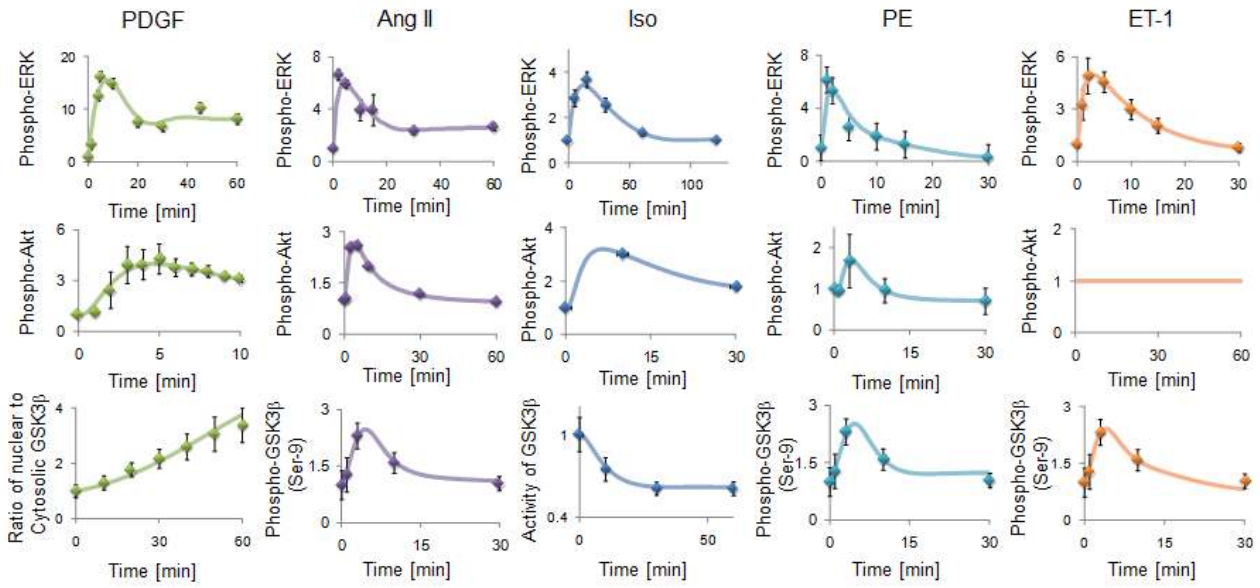 PDGF Ang II Iso PE ET-1
Phospho-ERK
20
10
0
0 20 40 60
Time [min]
Phospho-ERK
8
4
0
0 20 40 60
Time [min]
Phospho-ERK
4
2
0
0 50 100
Time [min]
Phospho-ERK
8
4
0
0 10 20 30
Time [min]
Phospho-ERK
6
3
0
0 10 20 30
Time [min]
Phospho-Akt
6
3
0
0 5 10
Time [min]
Phospho-Akt
3
1.5
0
0 30 60
Time [min]
Phospho-Akt
4
2
0
0 15 30
Time [min]
Phospho-Akt
2
1
0
0 15 30
Time [min]
Phospho-Akt
2
1
0
0 30 60
Time [min]
Ratio of nuclear to
Cytosolic GSK3β
4
2
0
0 20 40 60
Time [min]
Phospho-GSK3β
(Ser-9)
3
1.5
0
0 15 30
Time [min]
Activity of GSK3β
1
0.4
0 50
Time [min]
Phospho-GSK3β
(Ser-9)
3
1.5
0
0 15 30
Time [min]
Phospho-GSK3β
(Ser-9)
3
1.5
0
0 15 30
Time [min]